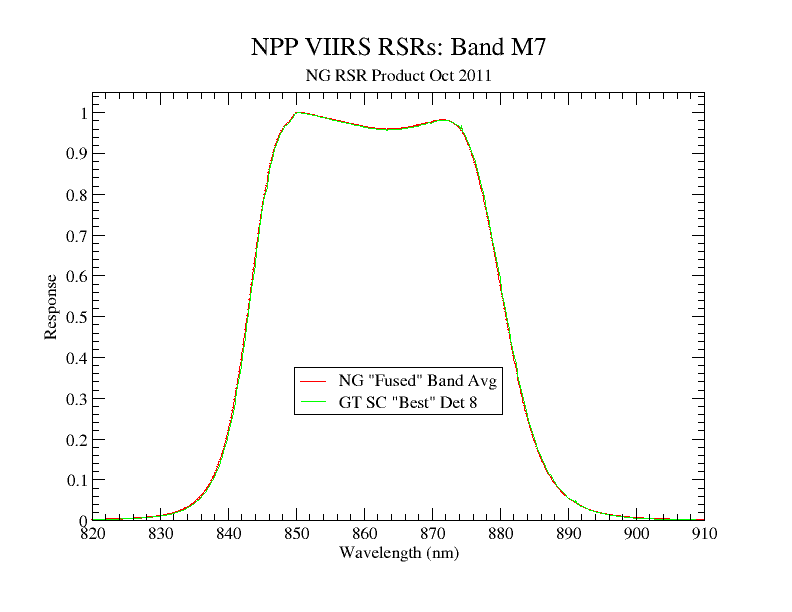 NPP VIIRS RSRs: Band M7
NG RSR Product Oct 2011
1
0.9
0.8
0.7
0.6
0.5
0.4
0.3
0.2
0.1
0
Response
NG "Fused" Band Avg
GT SC "Best" Det 8
820 830 840 850 860 870 880 890 900 910
Wavelength (nm)